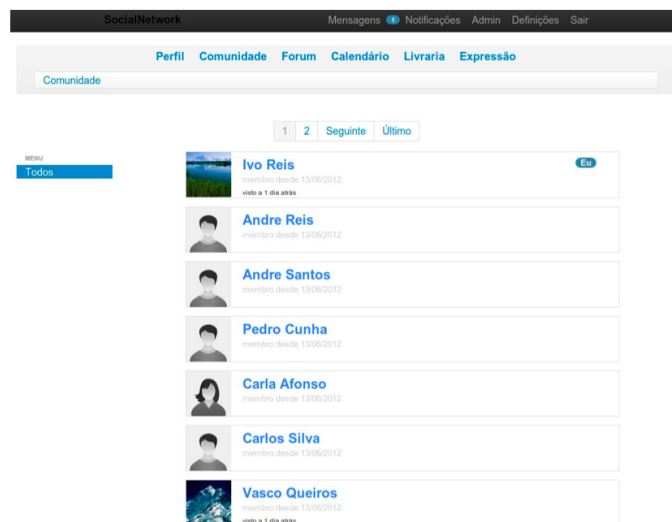 SocialNetwork Mensagens 1 Notificações Admin Definições Sair
Perfil Comunidade Forum Calendário Livraria Expressão
Comunidade
1 2 Seguinte Último
MENU
Todos
Ivo Reis Eu
membro desde 13/06/2012
visto a 1 dia atrás
Andre Reis
membro desde 13/06/2012
Andre Santos
membro desde 13/06/2012
Pedro Cunha
membro desde 13/06/2012
Carla Afonso
membro desde 13/06/2012
Carlos Silva
membro desde 13/06/2012
Vasco Queiros
membro desde 13/06/2012
visto a 1 dia atrás